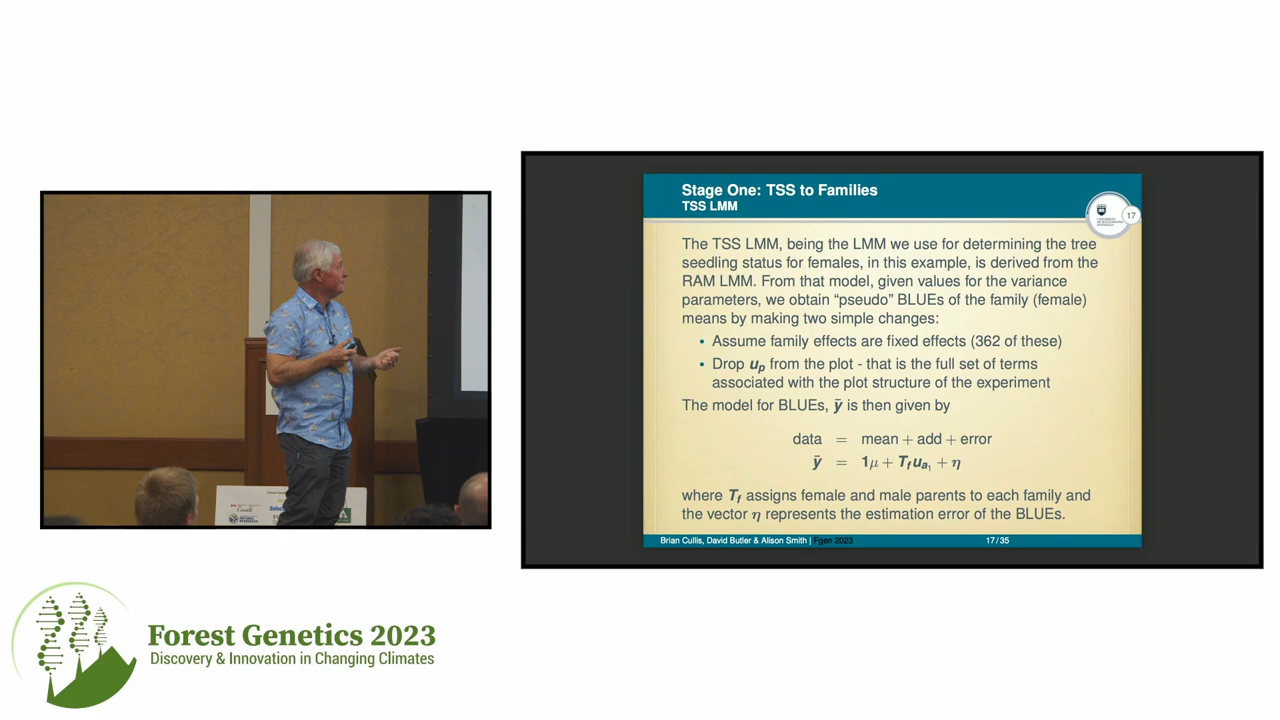 Stage One: TSS to Families
TSS LMM
17
The TSS LMM, being the LMM we use for determining the tree
seedling status for females, in this example, is derived from the
RAM LMM. From that model, given values for the variance
parameters, we obtain “pseudo” BLUEs of the family (female)
means by making two simple changes:
• Assume family effects are fixed effects (362 of these)
• Drop uₚ from the plot - that is the full set of terms
associated with the plot structure of the experiment
The model for BLUEs, ȳ is then given by
data = mean + add + error
ȳ = 1μ + T_f u_{a₁} + η
where T_f assigns female and male parents to each family and
the vector η represents the estimation error of the BLUEs.
Brian Cullis, David Butler & Alison Smith | Fgen 2023 17/35
Canada
Forest Genetics 2023
Discovery & Innovation in Changing Climates